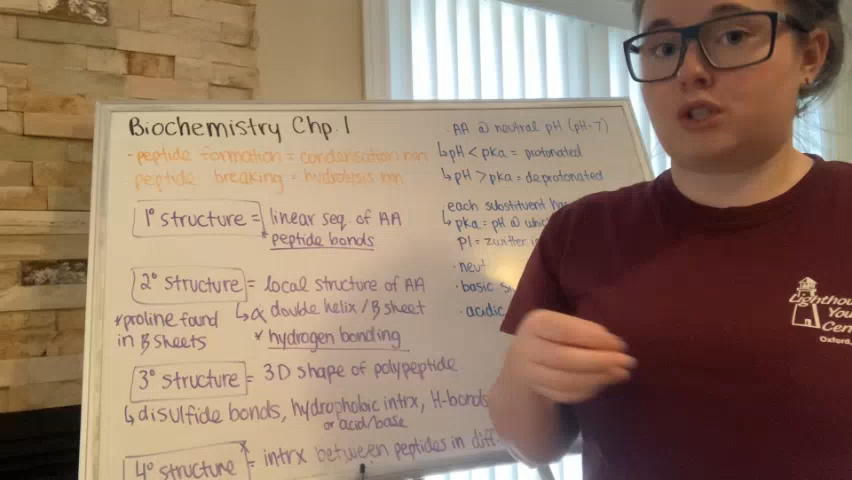 Biochemistry Chp. 1
- peptide formation = condensation rxn
peptide breaking = hydrolysis rxn
1° structure = linear seq. of AA
* peptide bonds
2° structure = local structure of AA
↳ α double helix / β sheet
* proline found
in β sheets
* hydrogen bonding
3° structure = 3D shape of polypeptide
↳ disulfide bonds, hydrophobic intrx, H-bonds
or acid/base
4° structure = intrx between peptides in diff
· AA @ neutral pH (pH=7)
↳ pH < pka = protonated
↳ pH > pka = deprotonated
each substituent has
↳ pka = pH @ which
pI = zwitter
· neut
· basic
· acidic
Lighthou
You
Cen
Oxford,